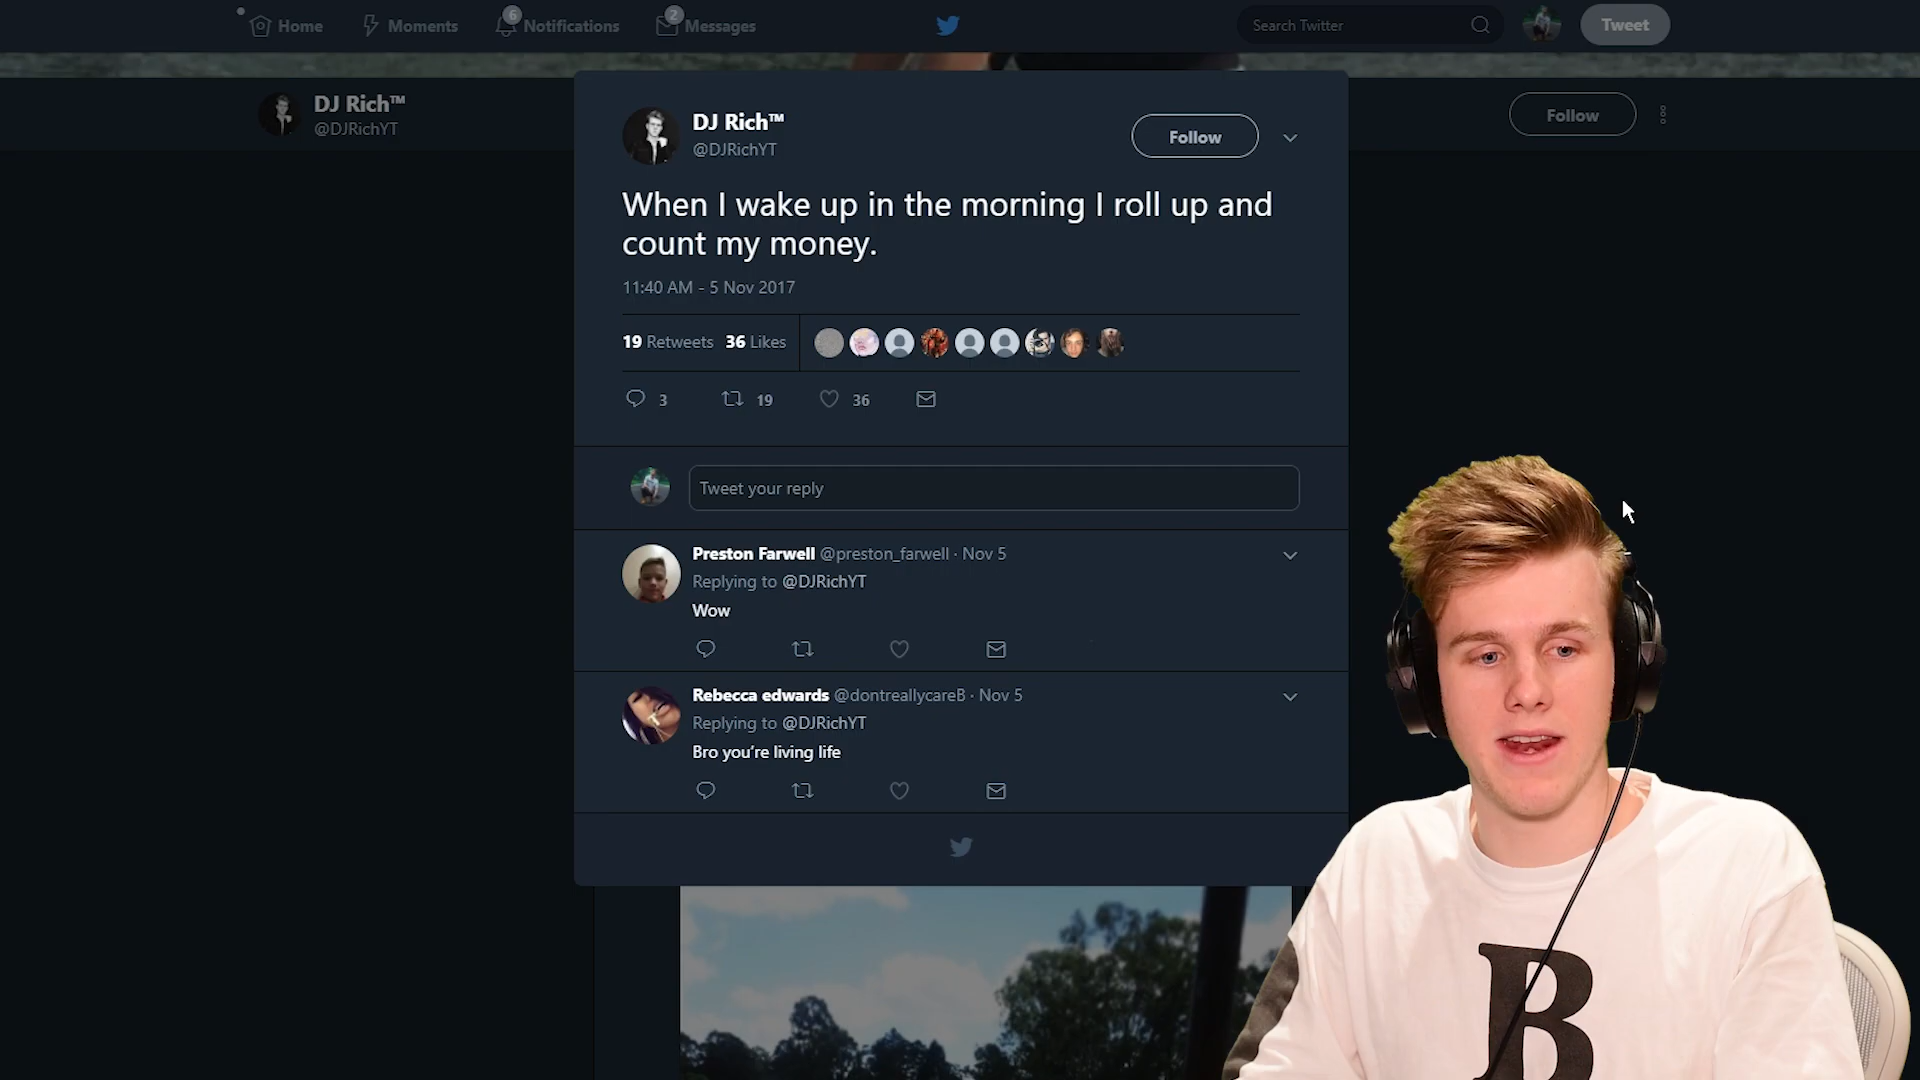 Home
Moments
6
Notifications
2
Messages
Search Twitter
Tweet
DJ Rich™
@DJRichYT
Follow
DJ Rich™
@DJRichYT
Follow
When I wake up in the morning I roll up and
count my money.
11:40 AM - 5 Nov 2017
19 Retweets 36 Likes
3 19 36
Tweet your reply
Preston Farwell @preston_farwell · Nov 5
Replying to @DJRichYT
Wow
Rebecca edwards @dontreallycareB · Nov 5
Replying to @DJRichYT
Bro you’re living life
B